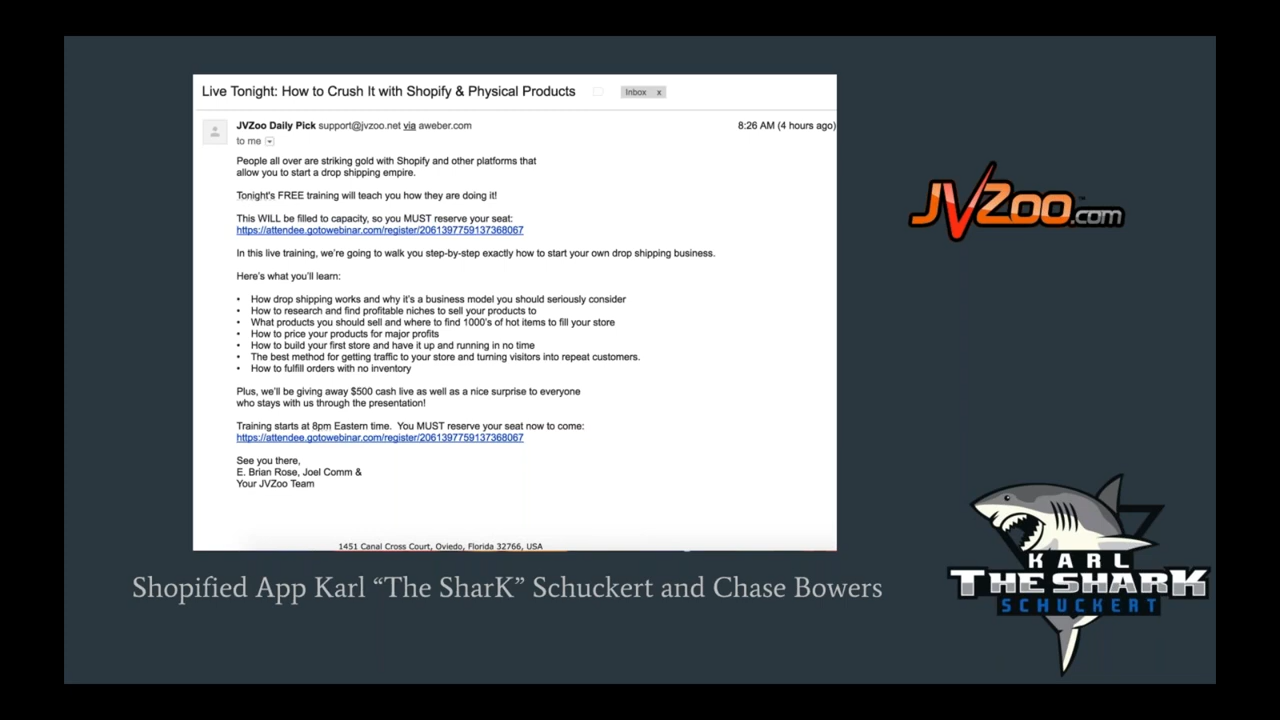 Live Tonight: How to Crush It with Shopify & Physical Products Inbox x
JVZoo Daily Pick support@jvzoo.net via aweber.com 8:26 AM (4 hours ago)
to me
People all over are striking gold with Shopify and other platforms that
allow you to start a drop shipping empire.
Tonight's FREE training will teach you how they are doing it!
This WILL be filled to capacity, so you MUST reserve your seat:
https://attendee.gotowebinar.com/register/2061397759137368067
In this live training, we're going to walk you step-by-step exactly how to start your own drop shipping business.
Here's what you'll learn:
• How drop shipping works and why it's a business model you should seriously consider
• How to research and find profitable niches to sell your products to
• What products you should sell and where to find 1000's of hot items to fill your store
• How to price your products for major profits
• How to build your first store and have it up and running in no time
• The best method for getting traffic to your store and turning visitors into repeat customers.
• How to fulfill orders with no inventory
Plus, we'll be giving away $500 cash live as well as a nice surprise to everyone
who stays with us through the presentation!
Training starts at 8pm Eastern time. You MUST reserve your seat now to come:
https://attendee.gotowebinar.com/register/2061397759137368067
See you there,
E. Brian Rose, Joel Comm &
Your JVZoo Team
1451 Canal Cross Court, Oviedo, Florida 32766, USA
JVZoo.com
KARL
THE SHARK
SCHUCKERT
Shopified App Karl “The SharK” Schuckert and Chase Bowers